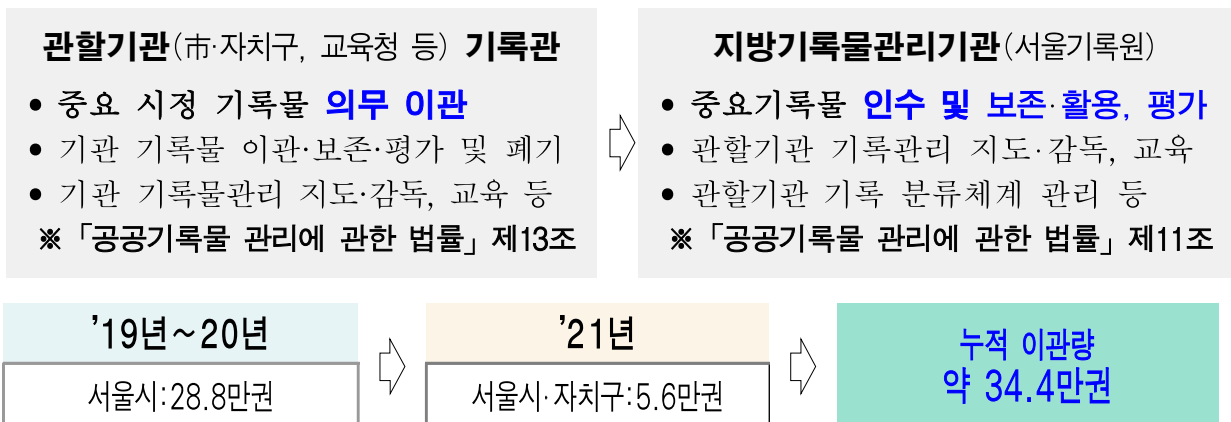 관할기관(市·자치구, 교육청 등) 기록관
• 중요 시정 기록물 의무 이관
• 기관 기록물 이관·보존·평가 및 폐기
• 기관 기록물관리 지도·감독, 교육 등
※「공공기록물 관리에 관한 법률」제13조
지방기록물관리기관(서울기록원)
• 중요기록물 인수 및 보존·활용, 평가
• 관할기관 기록관리 지도·감독, 교육
• 관할기관 기록 분류체계 관리 등
※「공공기록물 관리에 관한 법률」제11조
’19년~20년
서울시:28.8만권
’21년
서울시·자치구:5.6만권
누적 이관량
약 34.4만권